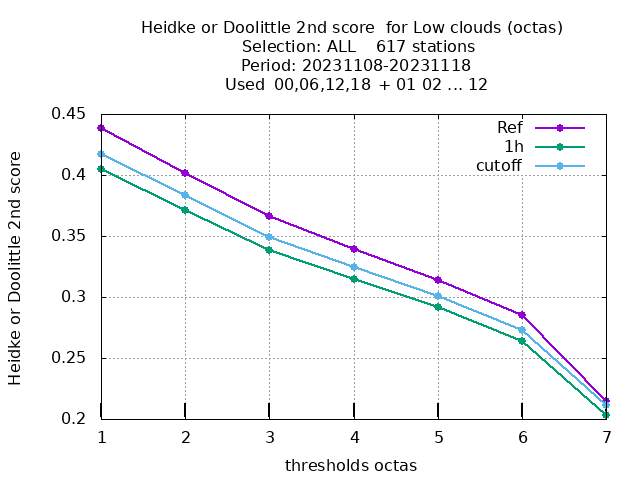 Heidke or Doolittle 2nd score  for Low clouds (octas)
Selection: ALL    617 stations
Period: 20231108-20231118
Used  00,06,12,18 + 01 02 ... 12
Heidke or Doolittle 2nd score
0.45
0.4
0.35
0.3
0.25
0.2
Ref
1h
cutoff
1 2 3 4 5 6 7
thresholds octas